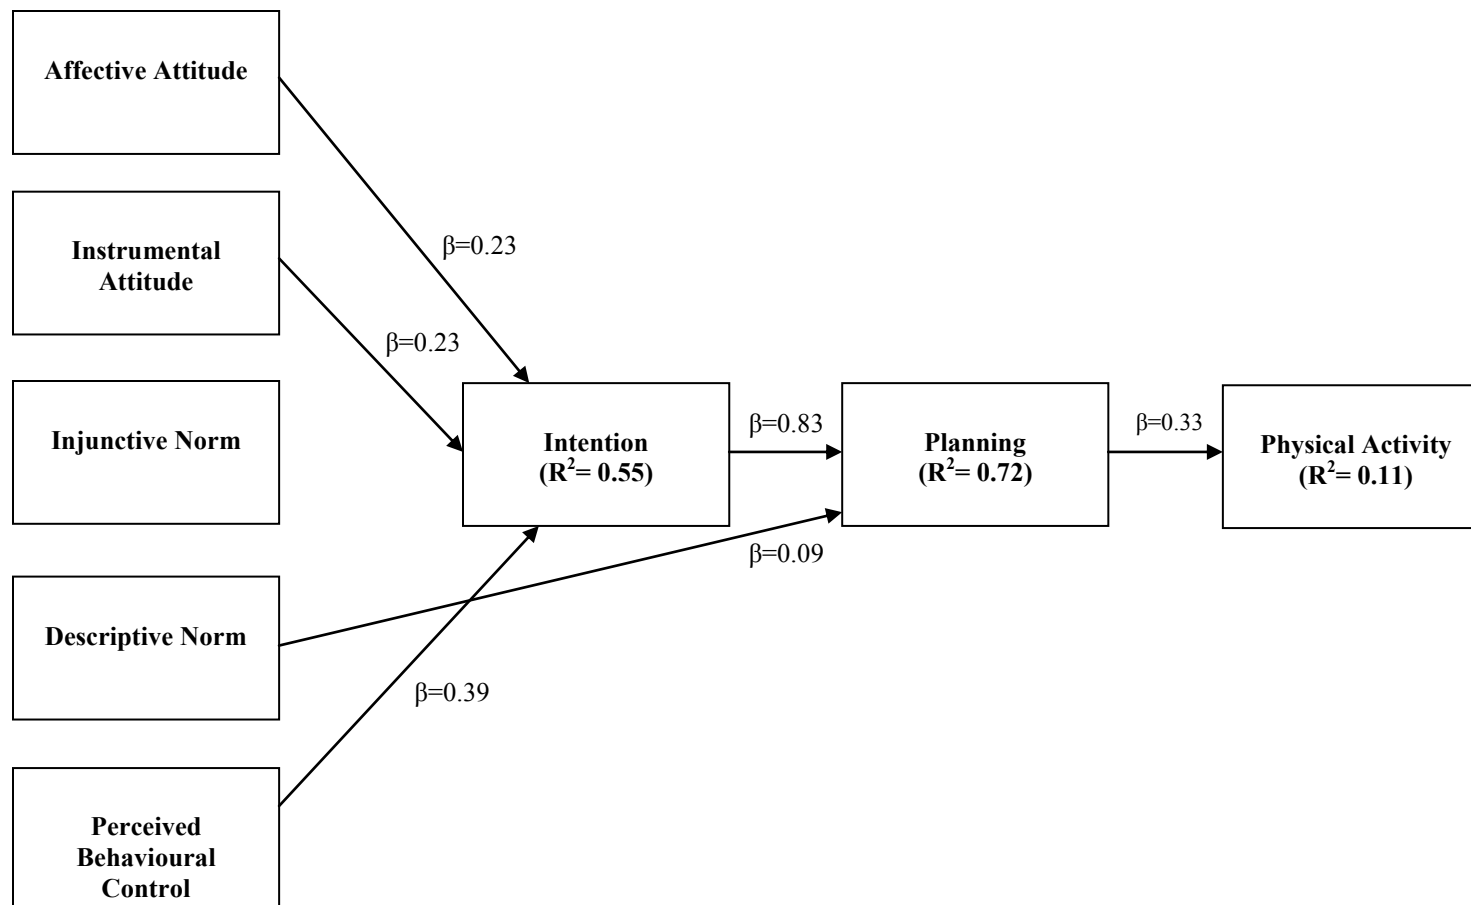 Affective Attitude
β=0.23
Instrumental
Attitude
β=0.23
Injunctive Norm
Intention
(R²= 0.55)
β=0.83
Planning
(R²= 0.72)
β=0.33
Physical Activity
(R²= 0.11)
β=0.09
Descriptive Norm
β=0.39
Perceived
Behavioural
Control